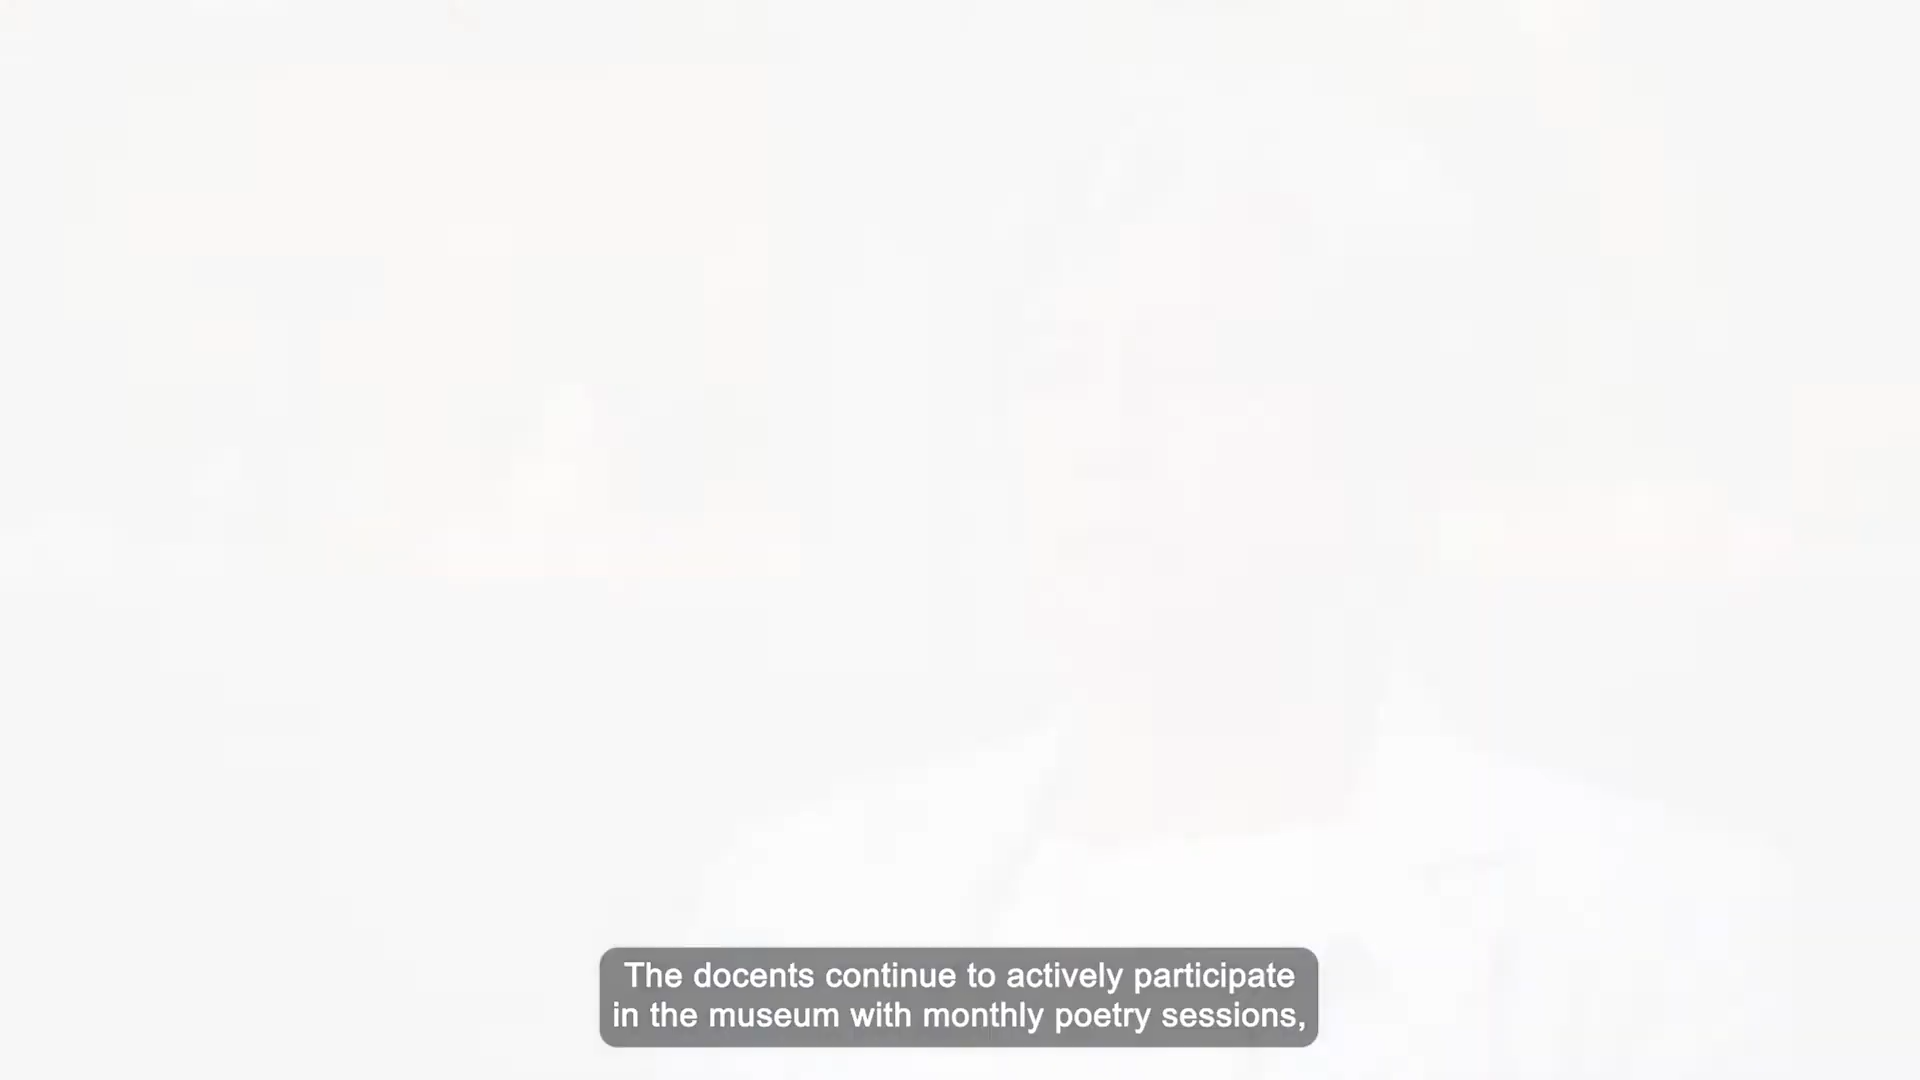 The docents continue to actively participate
in the museum with monthly poetry sessions,